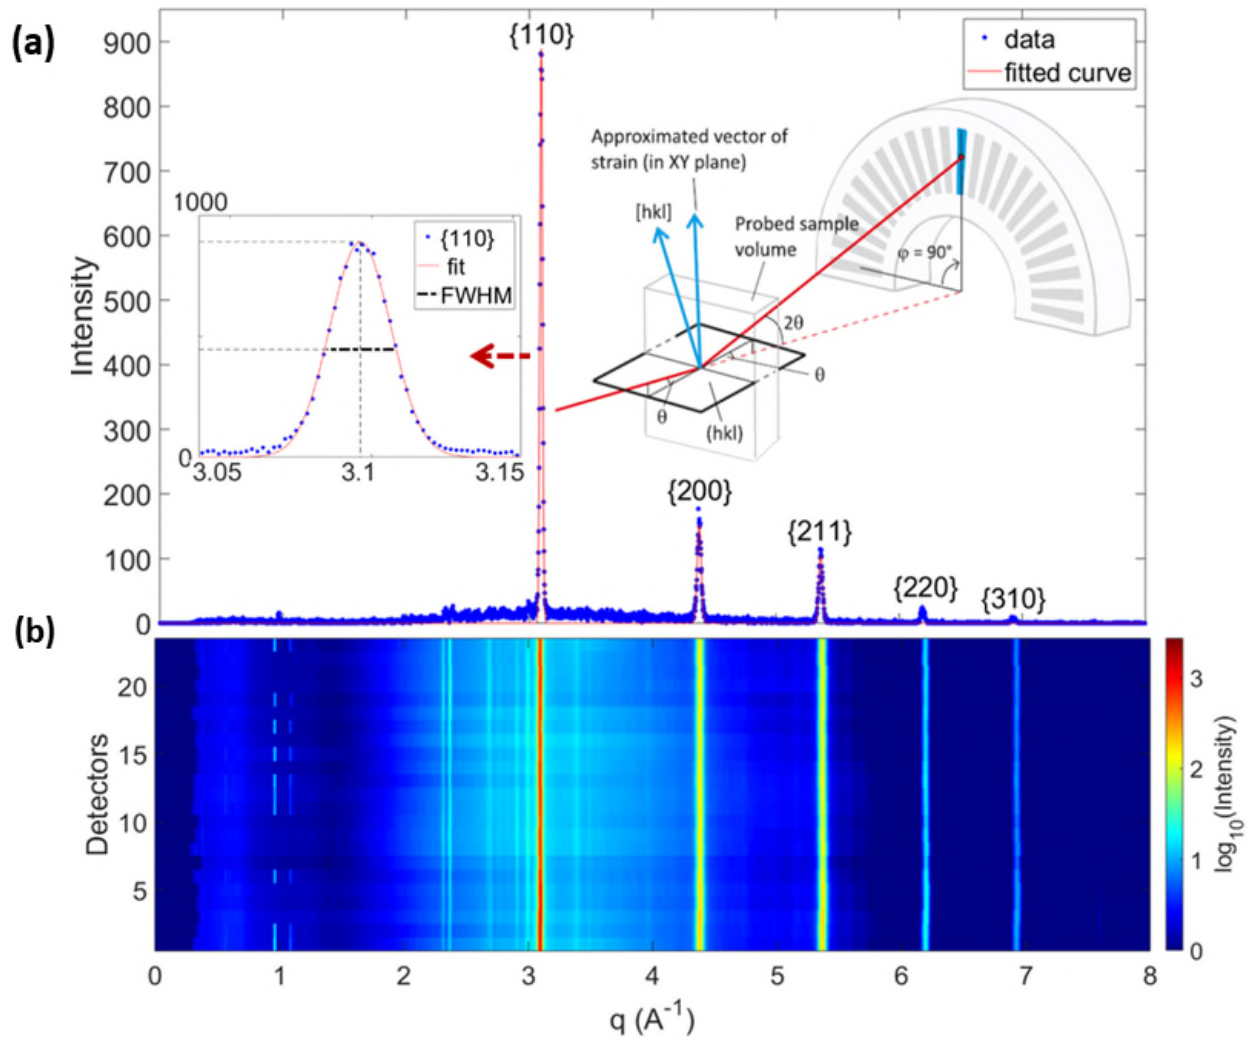 (a)
{110}
data
fitted curve
900
800
700
600
500
400
300
200
100
0
Intensity
1000
0
3.05
3.1
3.15
{110}
fit
FWHM
Approximated vector of
strain (in XY plane)
[hkl]
Probed sample
volume
φ = 90°
2θ
θ
θ
(hkl)
{200}
{211}
{220}
{310}
(b)
20
15
10
5
Detectors
0
1
2
3
4
5
6
7
8
q (A⁻¹)
3
2
1
0
log₁₀(Intensity)